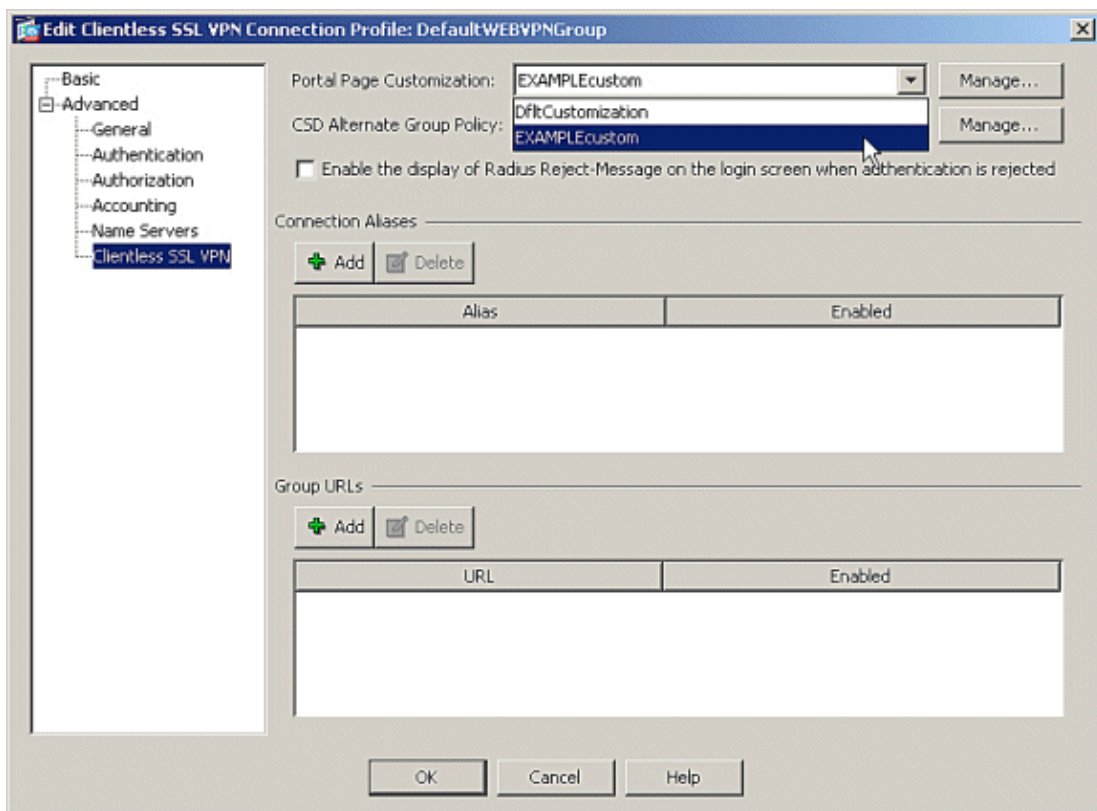 Edit Clientless SSL VPN Connection Profile: DefaultWEBVPNGroup
Basic
Advanced
General
Authentication
Authorization
Accounting
Name Servers
Clientless SSL VPN
Portal Page Customization: EXAMPLEcustom Manage...
DfltCustomization
CSD Alternate Group Policy: EXAMPLEcustom Manage...
Enable the display of Radius Reject-Message on the login screen when authentication is rejected
Connection Aliases
Add Delete
Alias Enabled
Group URLs
Add Delete
URL Enabled
OK Cancel Help